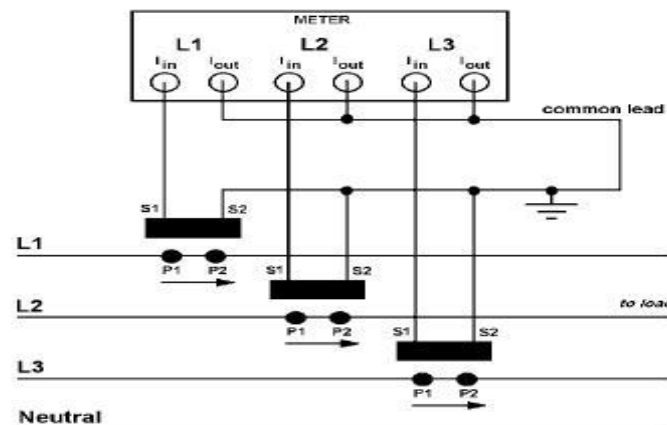 METER
L1 L2 L3
Iin Iout Iin Iout Iin Iout
common lead
S1 S2
L1
P1 P2
S1 S2
L2
P1 P2
to load
S1 S2
L3
P1 P2
Neutral